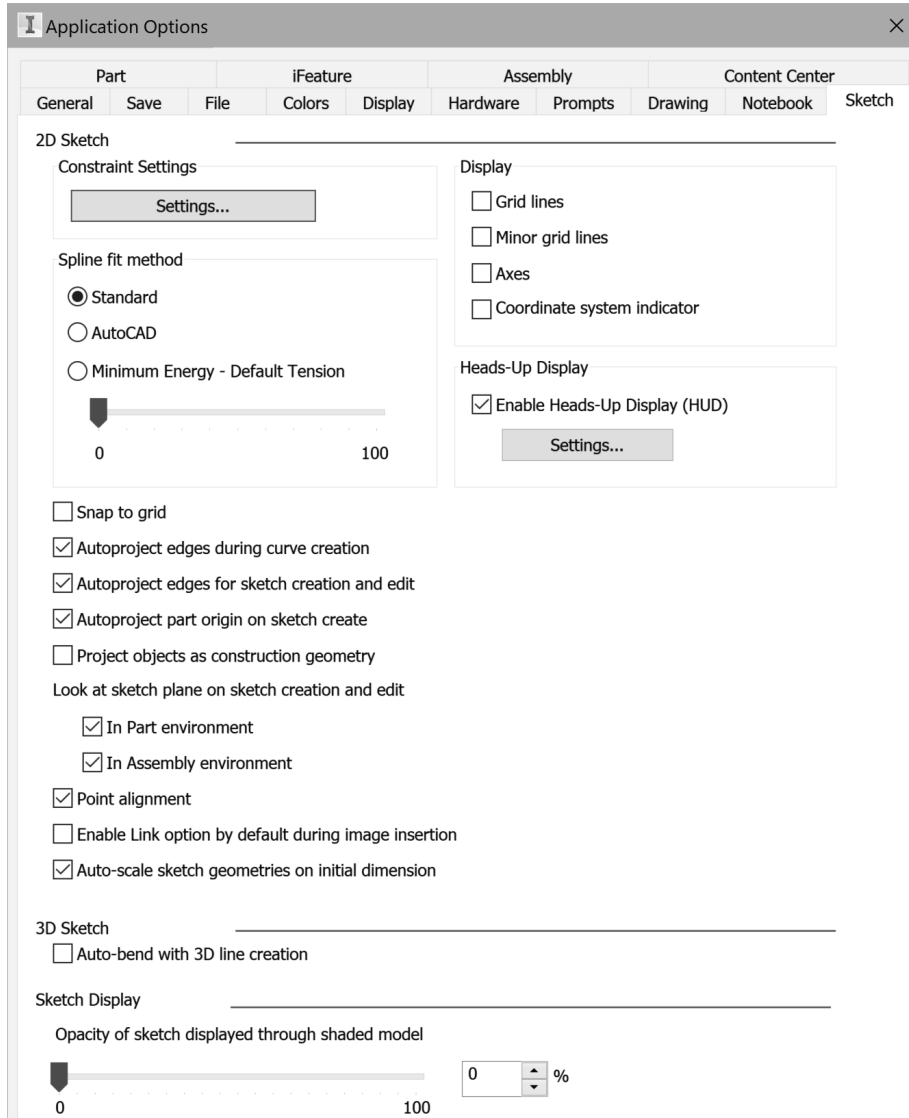 Application Options
Part iFeature Assembly Content Center
General Save File Colors Display Hardware Prompts Drawing Notebook Sketch
2D Sketch
Constraint Settings
Settings...
Spline fit method
Standard
AutoCAD
Minimum Energy - Default Tension
0 100
Display
Grid lines
Minor grid lines
Axes
Coordinate system indicator
Heads-Up Display
Enable Heads-Up Display (HUD)
Settings...
Snap to grid
Autoproject edges during curve creation
Autoproject edges for sketch creation and edit
Autoproject part origin on sketch create
Project objects as construction geometry
Look at sketch plane on sketch creation and edit
In Part environment
In Assembly environment
Point alignment
Enable Link option by default during image insertion
Auto-scale sketch geometries on initial dimension
3D Sketch
Auto-bend with 3D line creation
Sketch Display
Opacity of sketch displayed through shaded model
0 %
0 100